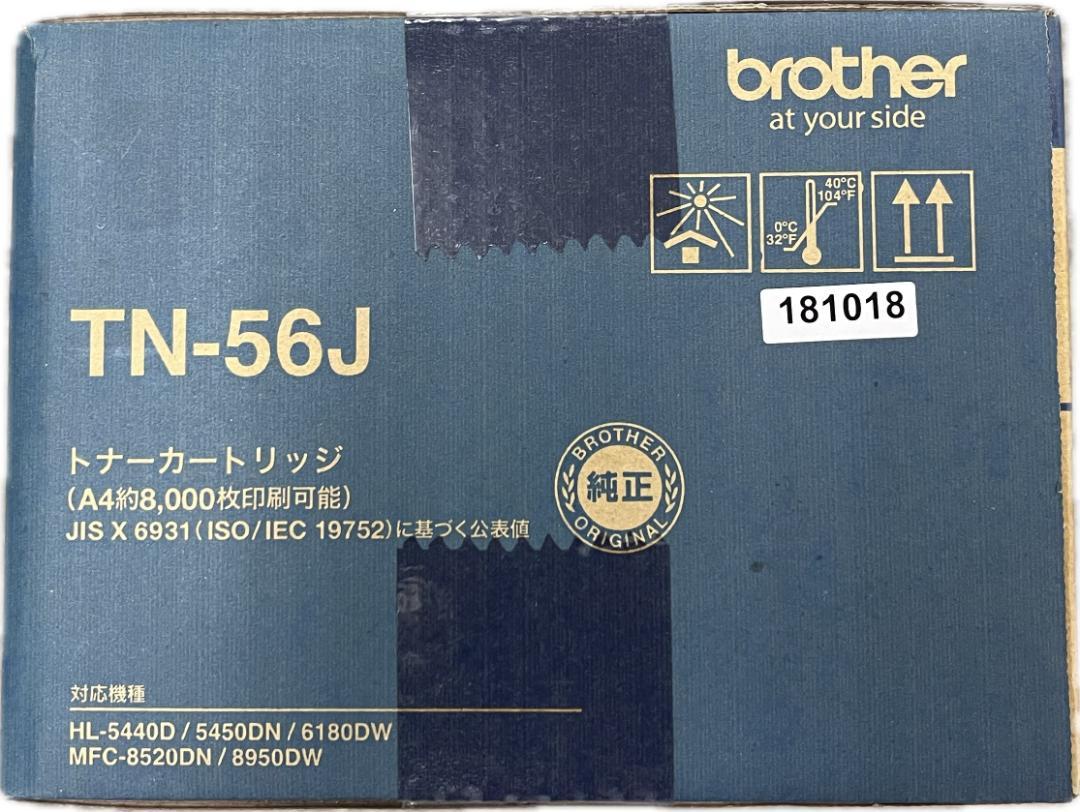 brother
at your side
40°C
104°F
0°C
32°F
181018
TN-56J
トナーカートリッジ
(A4約8,000枚印刷可能)
JIS X 6931(ISO/IEC 19752)に基づく公表値
BROTHER
純正
ORIGINAL
対応機種
HL-5440D / 5450DN / 6180DW
MFC-8520DN / 8950DW